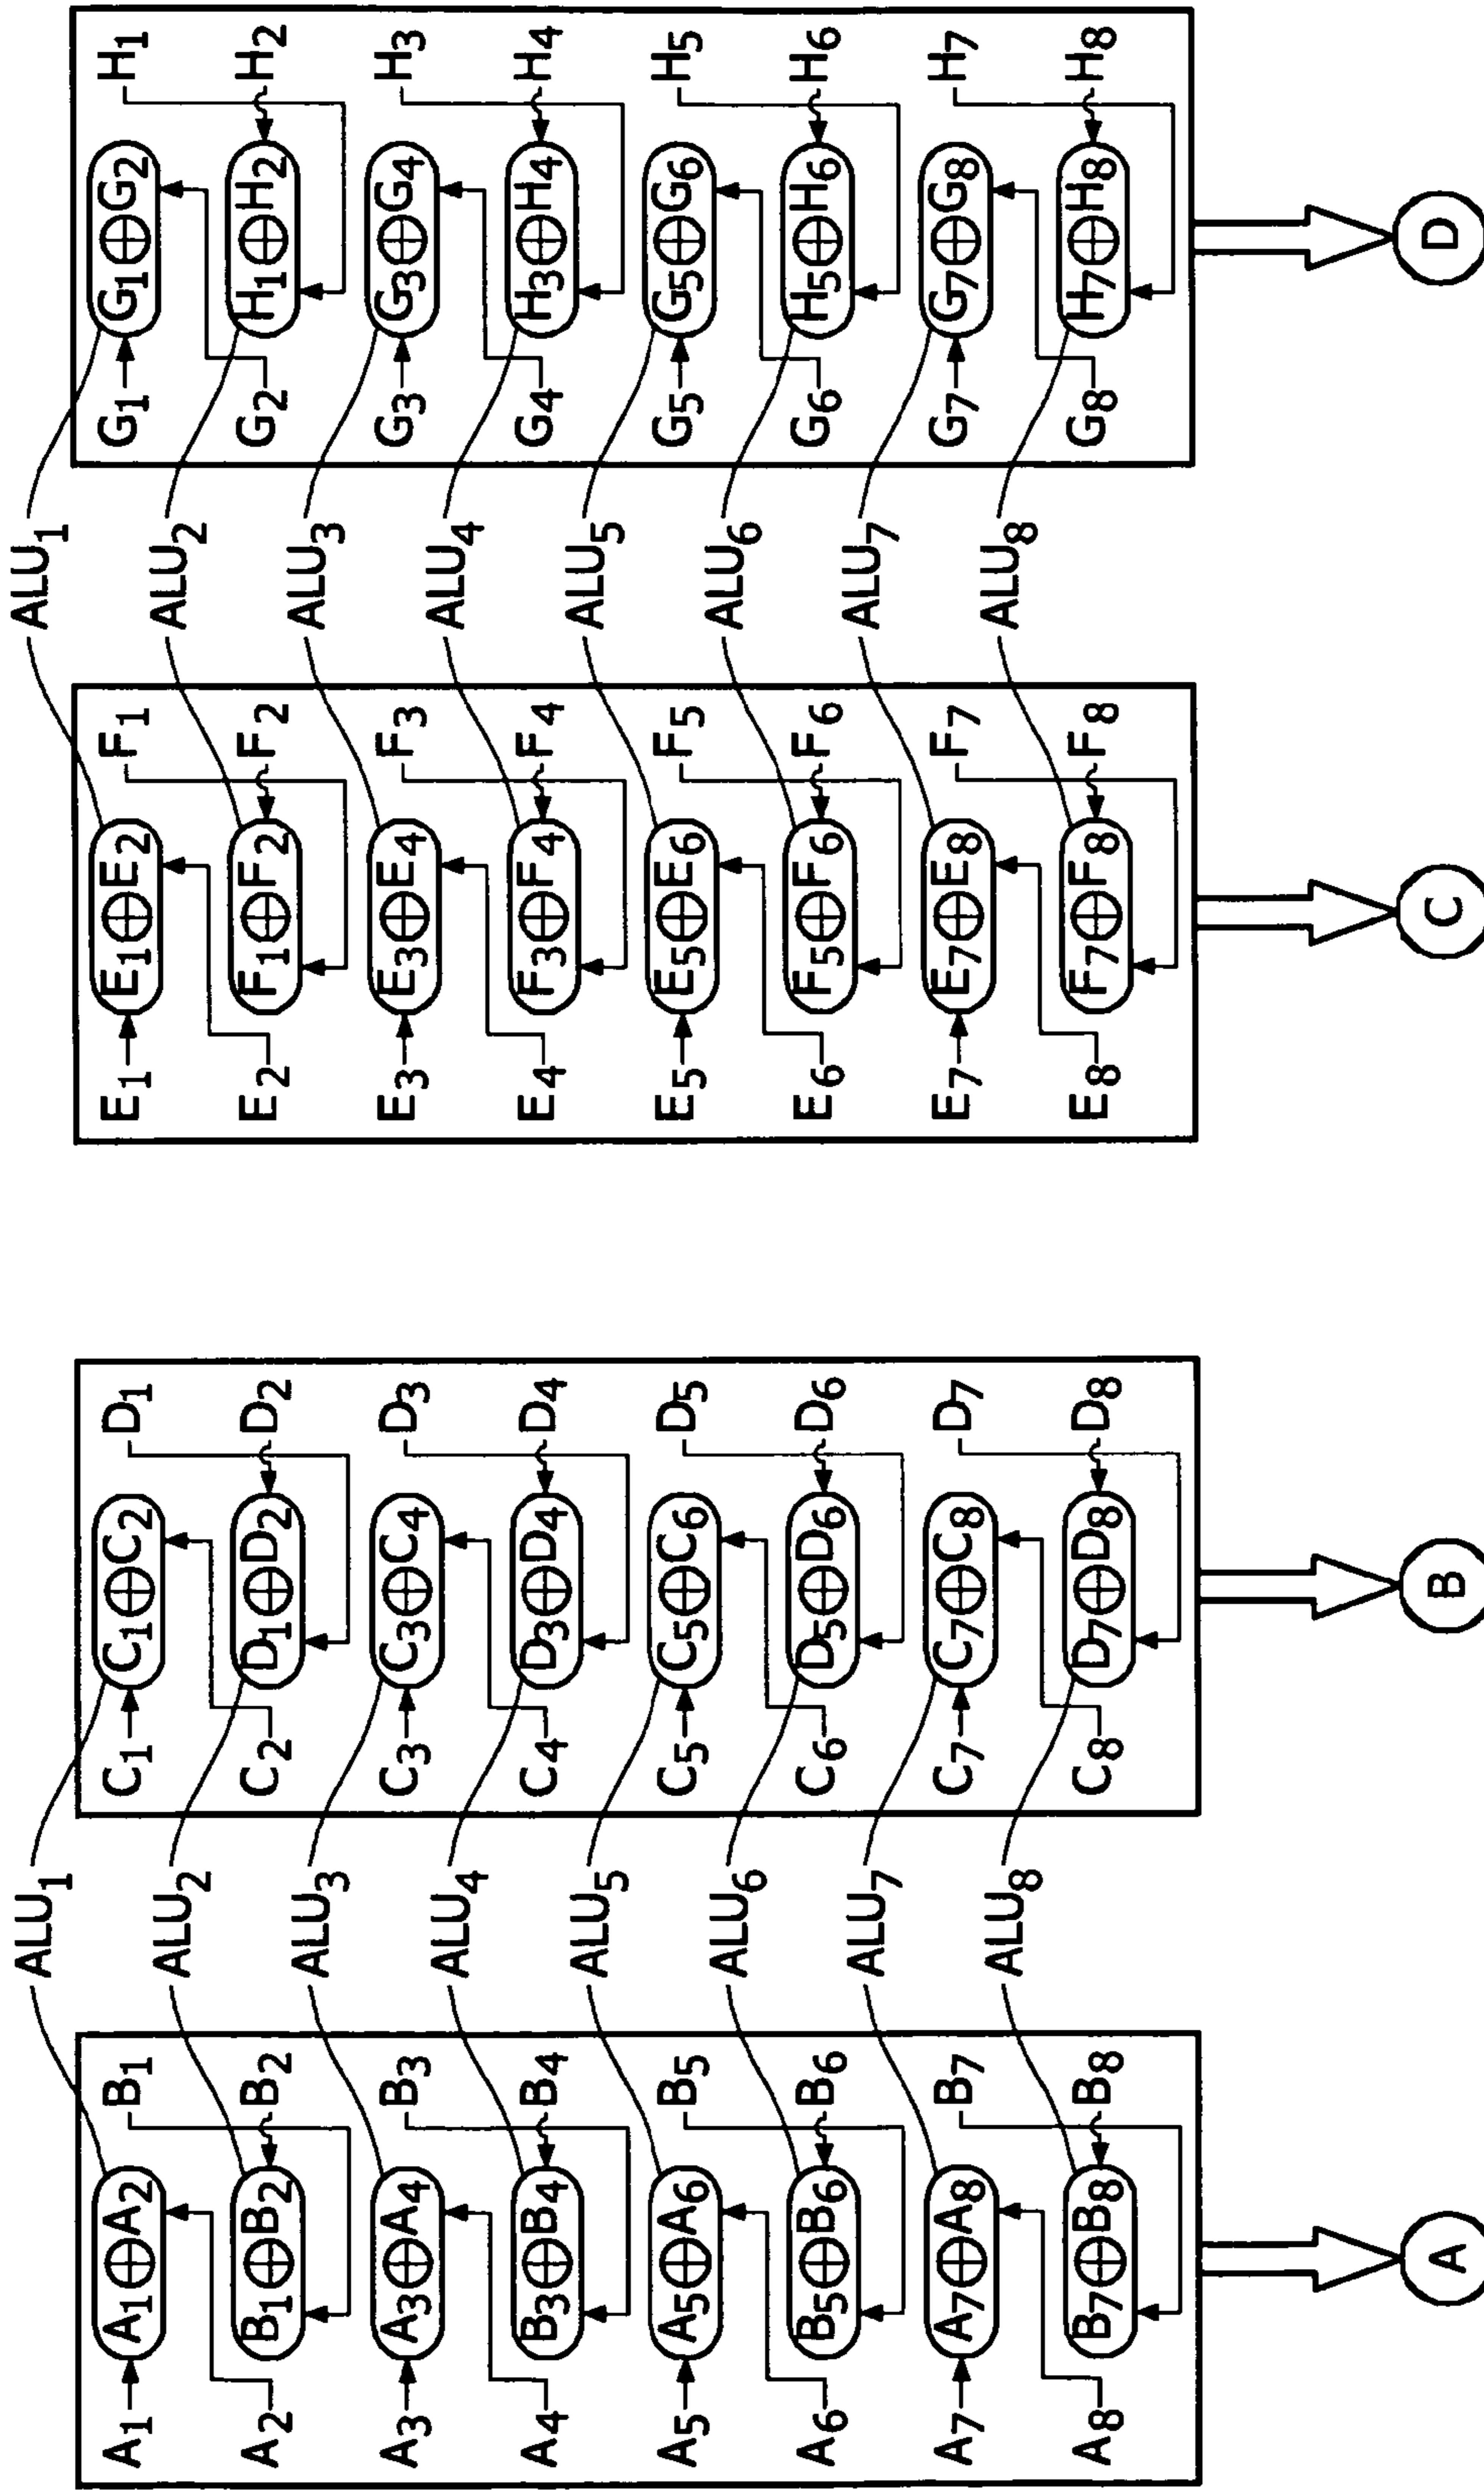 ALU₁ ALU₁
A₁ A₁⊕A₂ B₁ C₁ C₁⊕C₂ D₁ E₁ E₁⊕E₂ F₁ G₁ G₁⊕G₂ H₁
ALU₂ ALU₂
A₂ B₁⊕B₂ B₂ C₂ D₁⊕D₂ D₂ E₂ F₁⊕F₂ F₂ G₂ H₁⊕H₂ H₂
ALU₃ ALU₃
A₃ A₃⊕A₄ B₃ C₃ C₃⊕C₄ D₃ E₃ E₃⊕E₄ F₃ G₃ G₃⊕G₄ H₃
ALU₄ ALU₄
A₄ B₃⊕B₄ B₄ C₄ D₃⊕D₄ D₄ E₄ F₃⊕F₄ F₄ G₄ H₃⊕H₄ H₄
ALU₅ ALU₅
A₅ A₅⊕A₆ B₅ C₅ C₅⊕C₆ D₅ E₅ E₅⊕E₆ F₅ G₅ G₅⊕G₆ H₅
ALU₆ ALU₆
A₆ B₅⊕B₆ B₆ C₆ D₅⊕D₆ D₆ E₆ F₅⊕F₆ F₆ G₆ H₅⊕H₆ H₆
ALU₇ ALU₇
A₇ A₇⊕A₈ B₇ C₇ C₇⊕C₈ D₇ E₇ E₇⊕E₈ F₇ G₇ G₇⊕G₈ H₇
ALU₈ ALU₈
A₈ B₇⊕B₈ B₈ C₈ D₇⊕D₈ D₈ E₈ F₇⊕F₈ F₈ G₈ H₇⊕H₈ H₈
A B C D